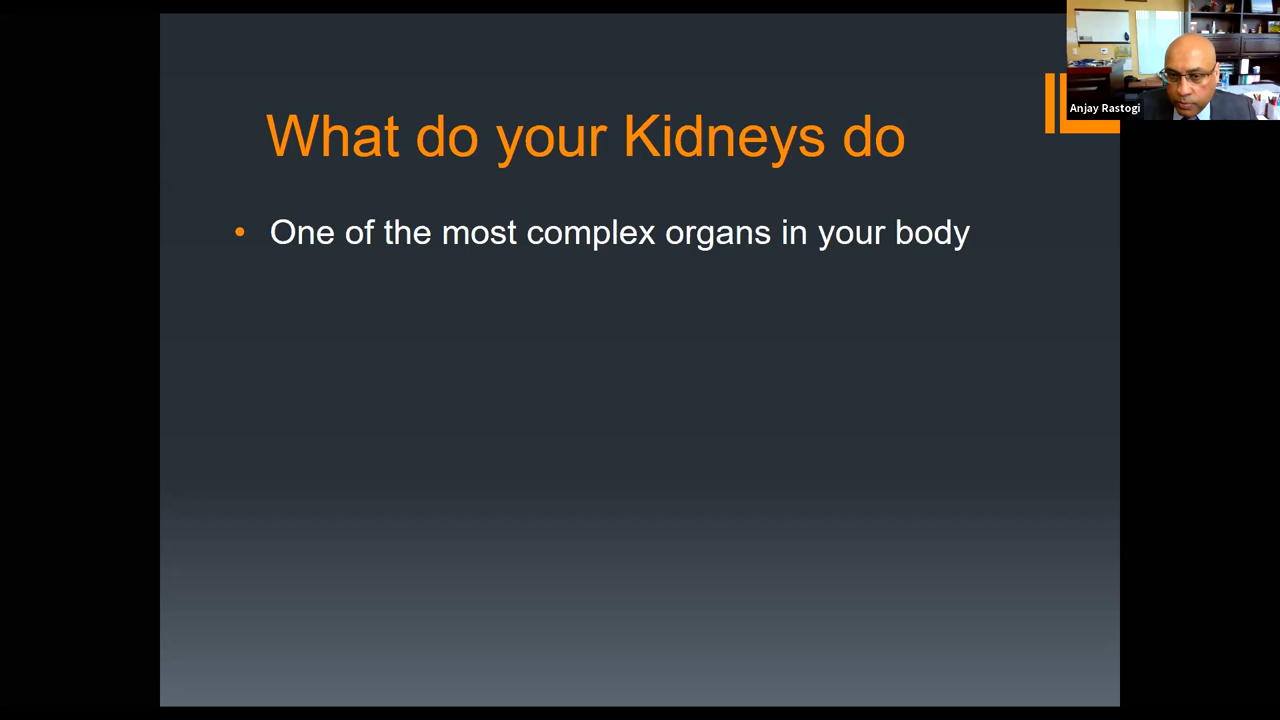 What do your Kidneys do
• One of the most complex organs in your body
Anjay Rastogi